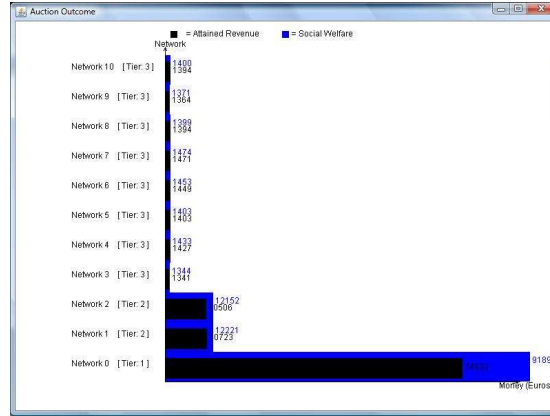 Auction Outcome
= Attained Revenue = Social Welfare
Network
Network 10 [Tier: 3] 1400
1394
Network 9 [Tier: 3] 1371
1364
Network 8 [Tier: 3] 1399
1394
Network 7 [Tier: 3] 1474
1471
Network 6 [Tier: 3] 1453
1449
Network 5 [Tier: 3] 1403
1403
Network 4 [Tier: 3] 1433
1427
Network 3 [Tier: 3] 1344
1341
Network 2 [Tier: 2] 12152
0506
Network 1 [Tier: 2] 12221
0723
Network 0 [Tier: 1] 9189
Money (Euros